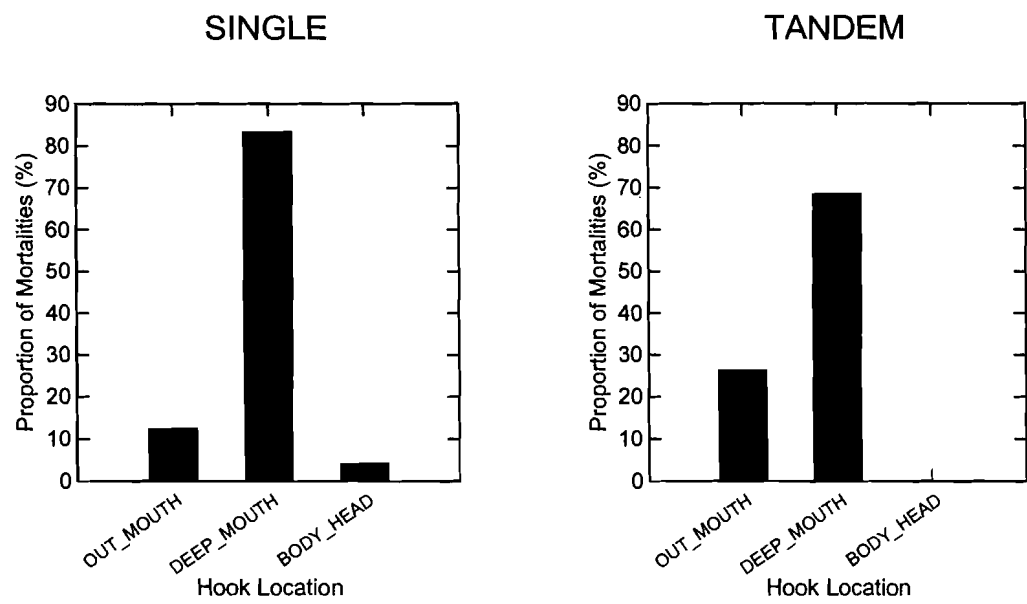 SINGLE
Proportion of Mortalities (%)
90
80
70
60
50
40
30
20
10
0
OUT_MOUTH
DEEP_MOUTH
BODY_HEAD
Hook Location
TANDEM
Proportion of Mortalities (%)
90
80
70
60
50
40
30
20
10
0
OUT_MOUTH
DEEP_MOUTH
BODY_HEAD
Hook Location